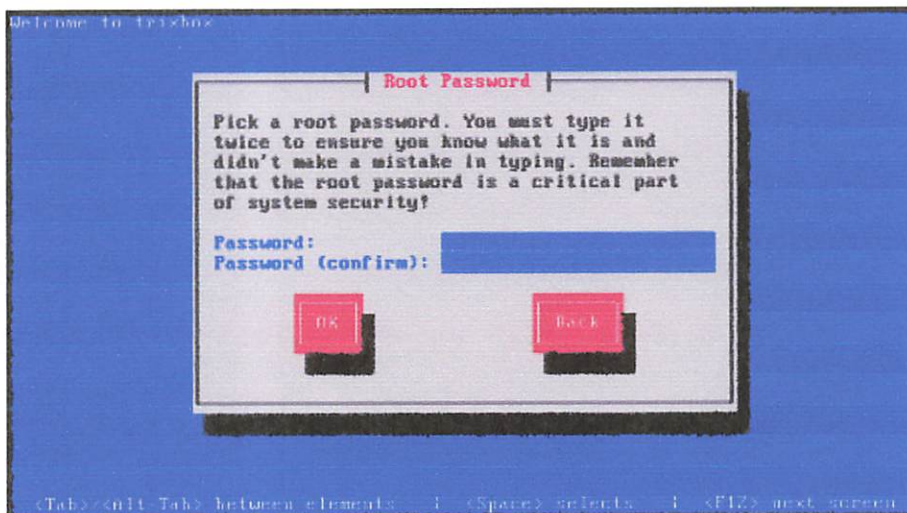 Welcome to trixbox
Root Password
Pick a root password. You must type it
twice to ensure you know what it is and
didn't make a mistake in typing. Remember
that the root password is a critical part
of system security!
Password:
Password (confirm):
OK Back
<Tab>/<Alt-Tab> between elements | <Space> selects | <F12> next screen